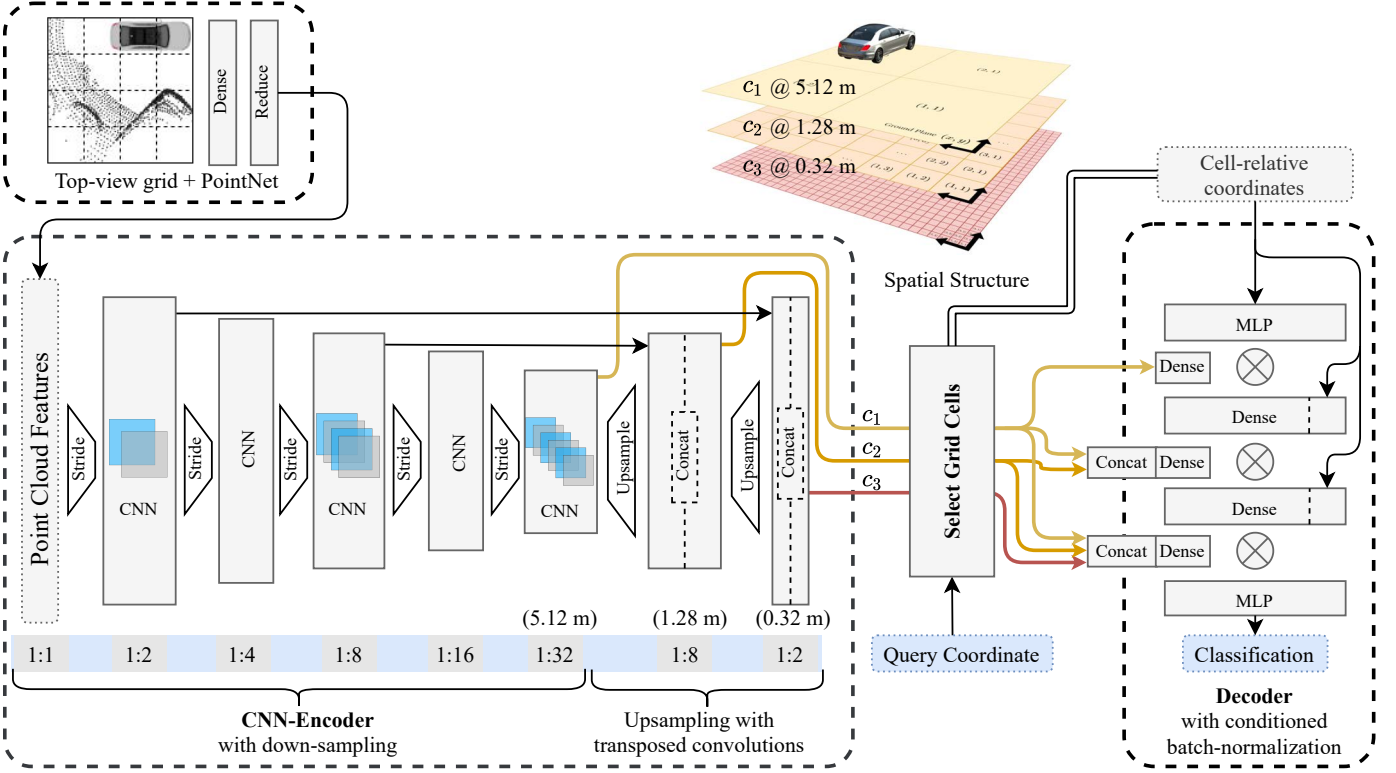 Dense
Reduce
Top-view grid + PointNet
c₁ @ 5.12 m
c₂ @ 1.28 m
c₃ @ 0.32 m
(2, 1)
(1, 1)
Ground Plane (x, y)
...
(3, 1)
...
(2, 2)
(2, 1)
(1, 3)
(1, 2)
(1, 1)
Spatial Structure
Cell-relative
coordinates
Point Cloud Features
Stride
CNN
Stride
CNN
Stride
CNN
Stride
CNN
Stride
CNN
Upsample
Concat
Upsample
Concat
c₁
c₂
c₃
Select Grid Cells
MLP
Dense
Dense
Concat
Dense
Dense
Concat
Dense
MLP
(5.12 m)
(1.28 m)
(0.32 m)
1:1
1:2
1:4
1:8
1:16
1:32
1:8
1:2
Query Coordinate
Classification
CNN-Encoder
with down-sampling
Upsampling with
transposed convolutions
Decoder
with conditioned
batch-normalization